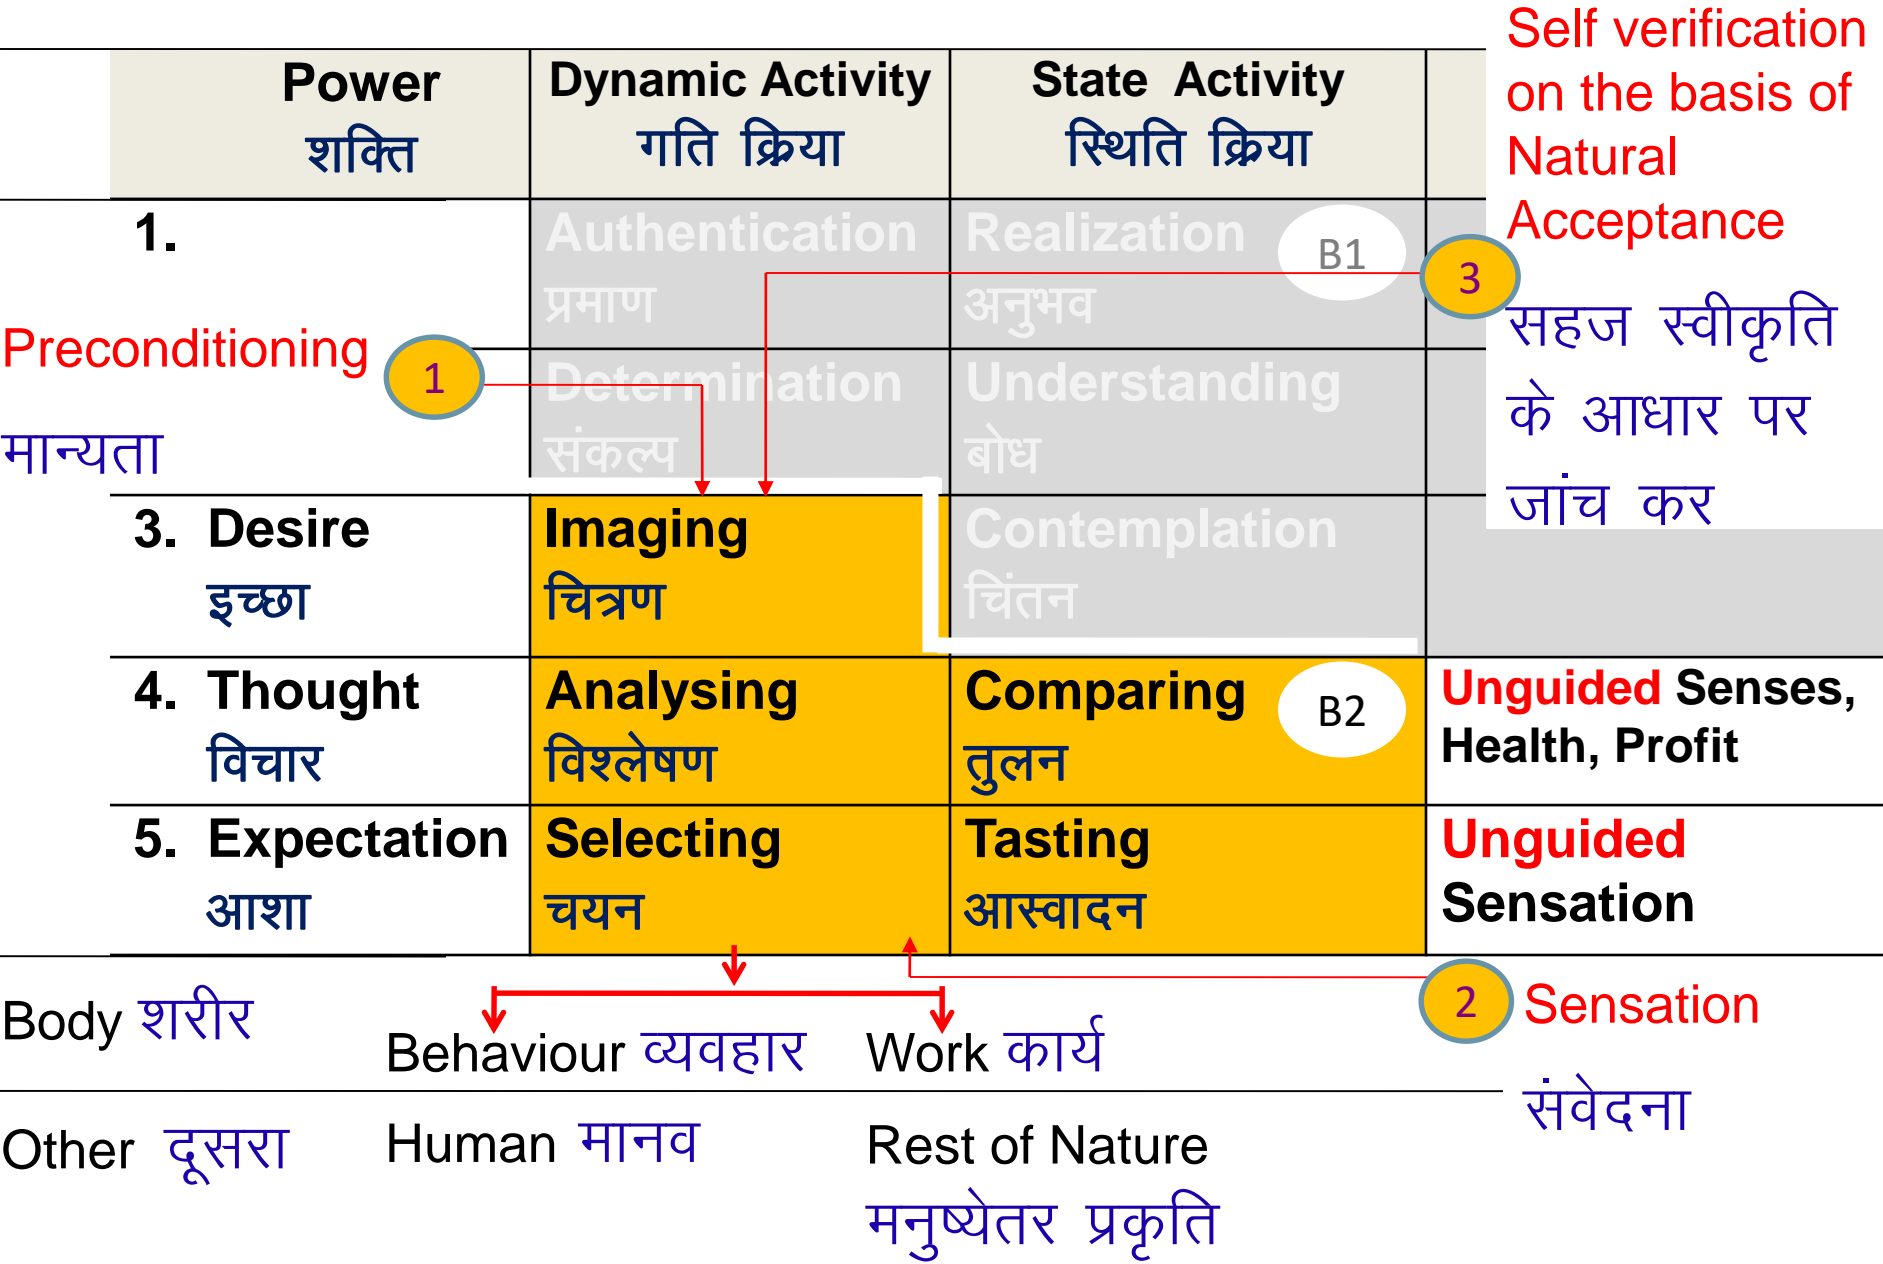 Self verification
on the basis of
Natural
Acceptance
सहज स्वीकृति
के आधार पर
जांच कर
Power Dynamic Activity State Activity
शक्ति गति क्रिया स्थिति क्रिया
1. Authentication Realization B1 3
प्रमाण अनुभव
Preconditioning 1
मान्यता
Determination Understanding
संकल्प बोध
3. Desire Imaging Contemplation
इच्छा चित्रण चिंतन
4. Thought Analysing Comparing B2 Unguided Senses,
विचार विश्लेषण तुलन Health, Profit
5. Expectation Selecting Tasting Unguided
आशा चयन आस्वादन Sensation
Body शरीर 2 Sensation
संवेदना
Behaviour व्यवहार Work कार्य
Other दूसरा Human मानव Rest of Nature
मनुष्येतर प्रकृति